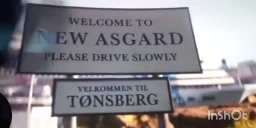 WELCOME TO
NEW ASGARD
PLEASE DRIVE SLOWLY
VELKOMMEN TIL
TØNSBERG
InShOt